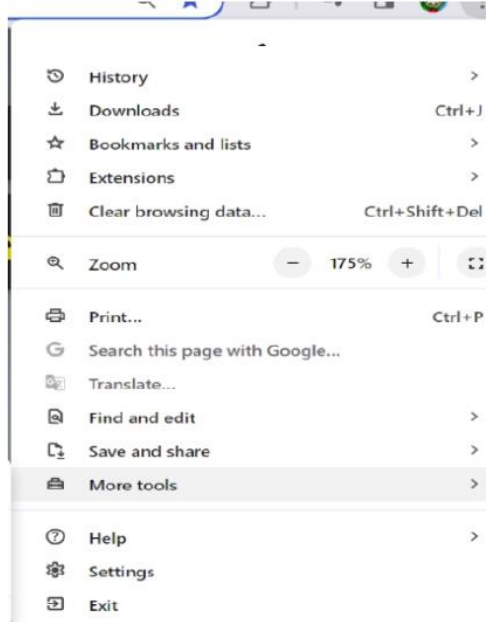 History >
Downloads Ctrl+J
Bookmarks and lists >
Extensions >
Clear browsing data... Ctrl+Shift+Del
Zoom − 175% +
Print... Ctrl+P
Search this page with Google...
Translate...
Find and edit >
Save and share >
More tools >
Help >
Settings
Exit